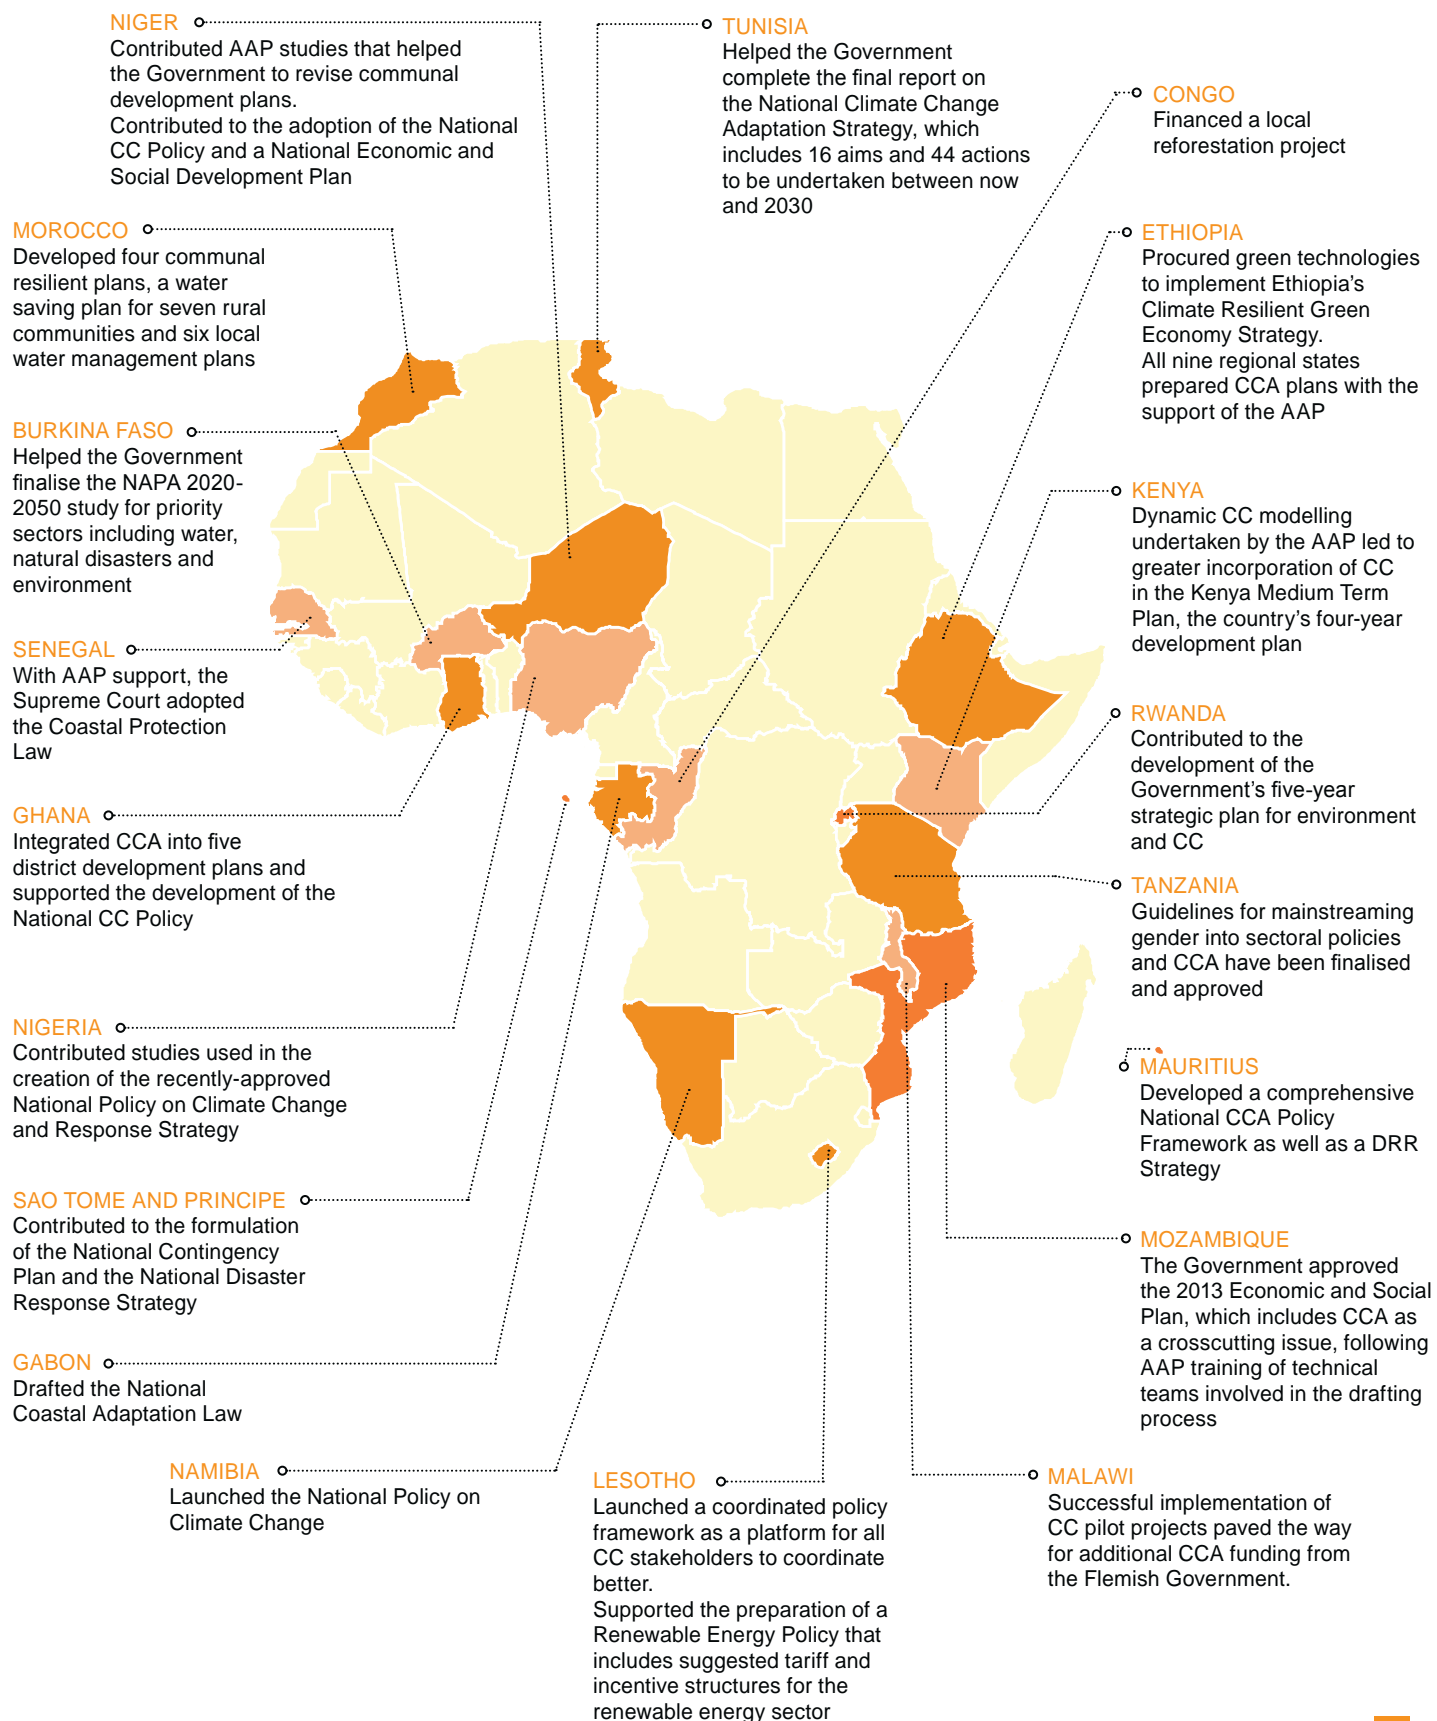 NIGER
Contributed AAP studies that helped
the Government to revise communal
development plans.
Contributed to the adoption of the National
CC Policy and a National Economic and
Social Development Plan
TUNISIA
Helped the Government
complete the final report on
the National Climate Change
Adaptation Strategy, which
includes 16 aims and 44 actions
to be undertaken between now
and 2030
CONGO
Financed a local
reforestation project
MOROCCO
Developed four communal
resilient plans, a water
saving plan for seven rural
communities and six local
water management plans
ETHIOPIA
Procured green technologies
to implement Ethiopia's
Climate Resilient Green
Economy Strategy.
All nine regional states
prepared CCA plans with the
support of the AAP
BURKINA FASO
Helped the Government
finalise the NAPA 2020-
2050 study for priority
sectors including water,
natural disasters and
environment
KENYA
Dynamic CC modelling
undertaken by the AAP led to
greater incorporation of CC
in the Kenya Medium Term
Plan, the country's four-year
development plan
SENEGAL
With AAP support, the
Supreme Court adopted
the Coastal Protection
Law
RWANDA
Contributed to the
development of the
Government's five-year
strategic plan for environment
and CC
GHANA
Integrated CCA into five
district development plans and
supported the development of the
National CC Policy
TANZANIA
Guidelines for mainstreaming
gender into sectoral policies
and CCA have been finalised
and approved
NIGERIA
Contributed studies used in the
creation of the recently-approved
National Policy on Climate Change
and Response Strategy
MAURITIUS
Developed a comprehensive
National CCA Policy
Framework as well as a DRR
Strategy
SAO TOME AND PRINCIPE
Contributed to the formulation
of the National Contingency
Plan and the National Disaster
Response Strategy
MOZAMBIQUE
The Government approved
the 2013 Economic and Social
Plan, which includes CCA as
a crosscutting issue, following
AAP training of technical
teams involved in the drafting
process
GABON
Drafted the National
Coastal Adaptation Law
NAMIBIA
Launched the National Policy on
Climate Change
LESOTHO
Launched a coordinated policy
framework as a platform for all
CC stakeholders to coordinate
better.
Supported the preparation of a
Renewable Energy Policy that
includes suggested tariff and
incentive structures for the
renewable energy sector
MALAWI
Successful implementation of
CC pilot projects paved the way
for additional CCA funding from
the Flemish Government.